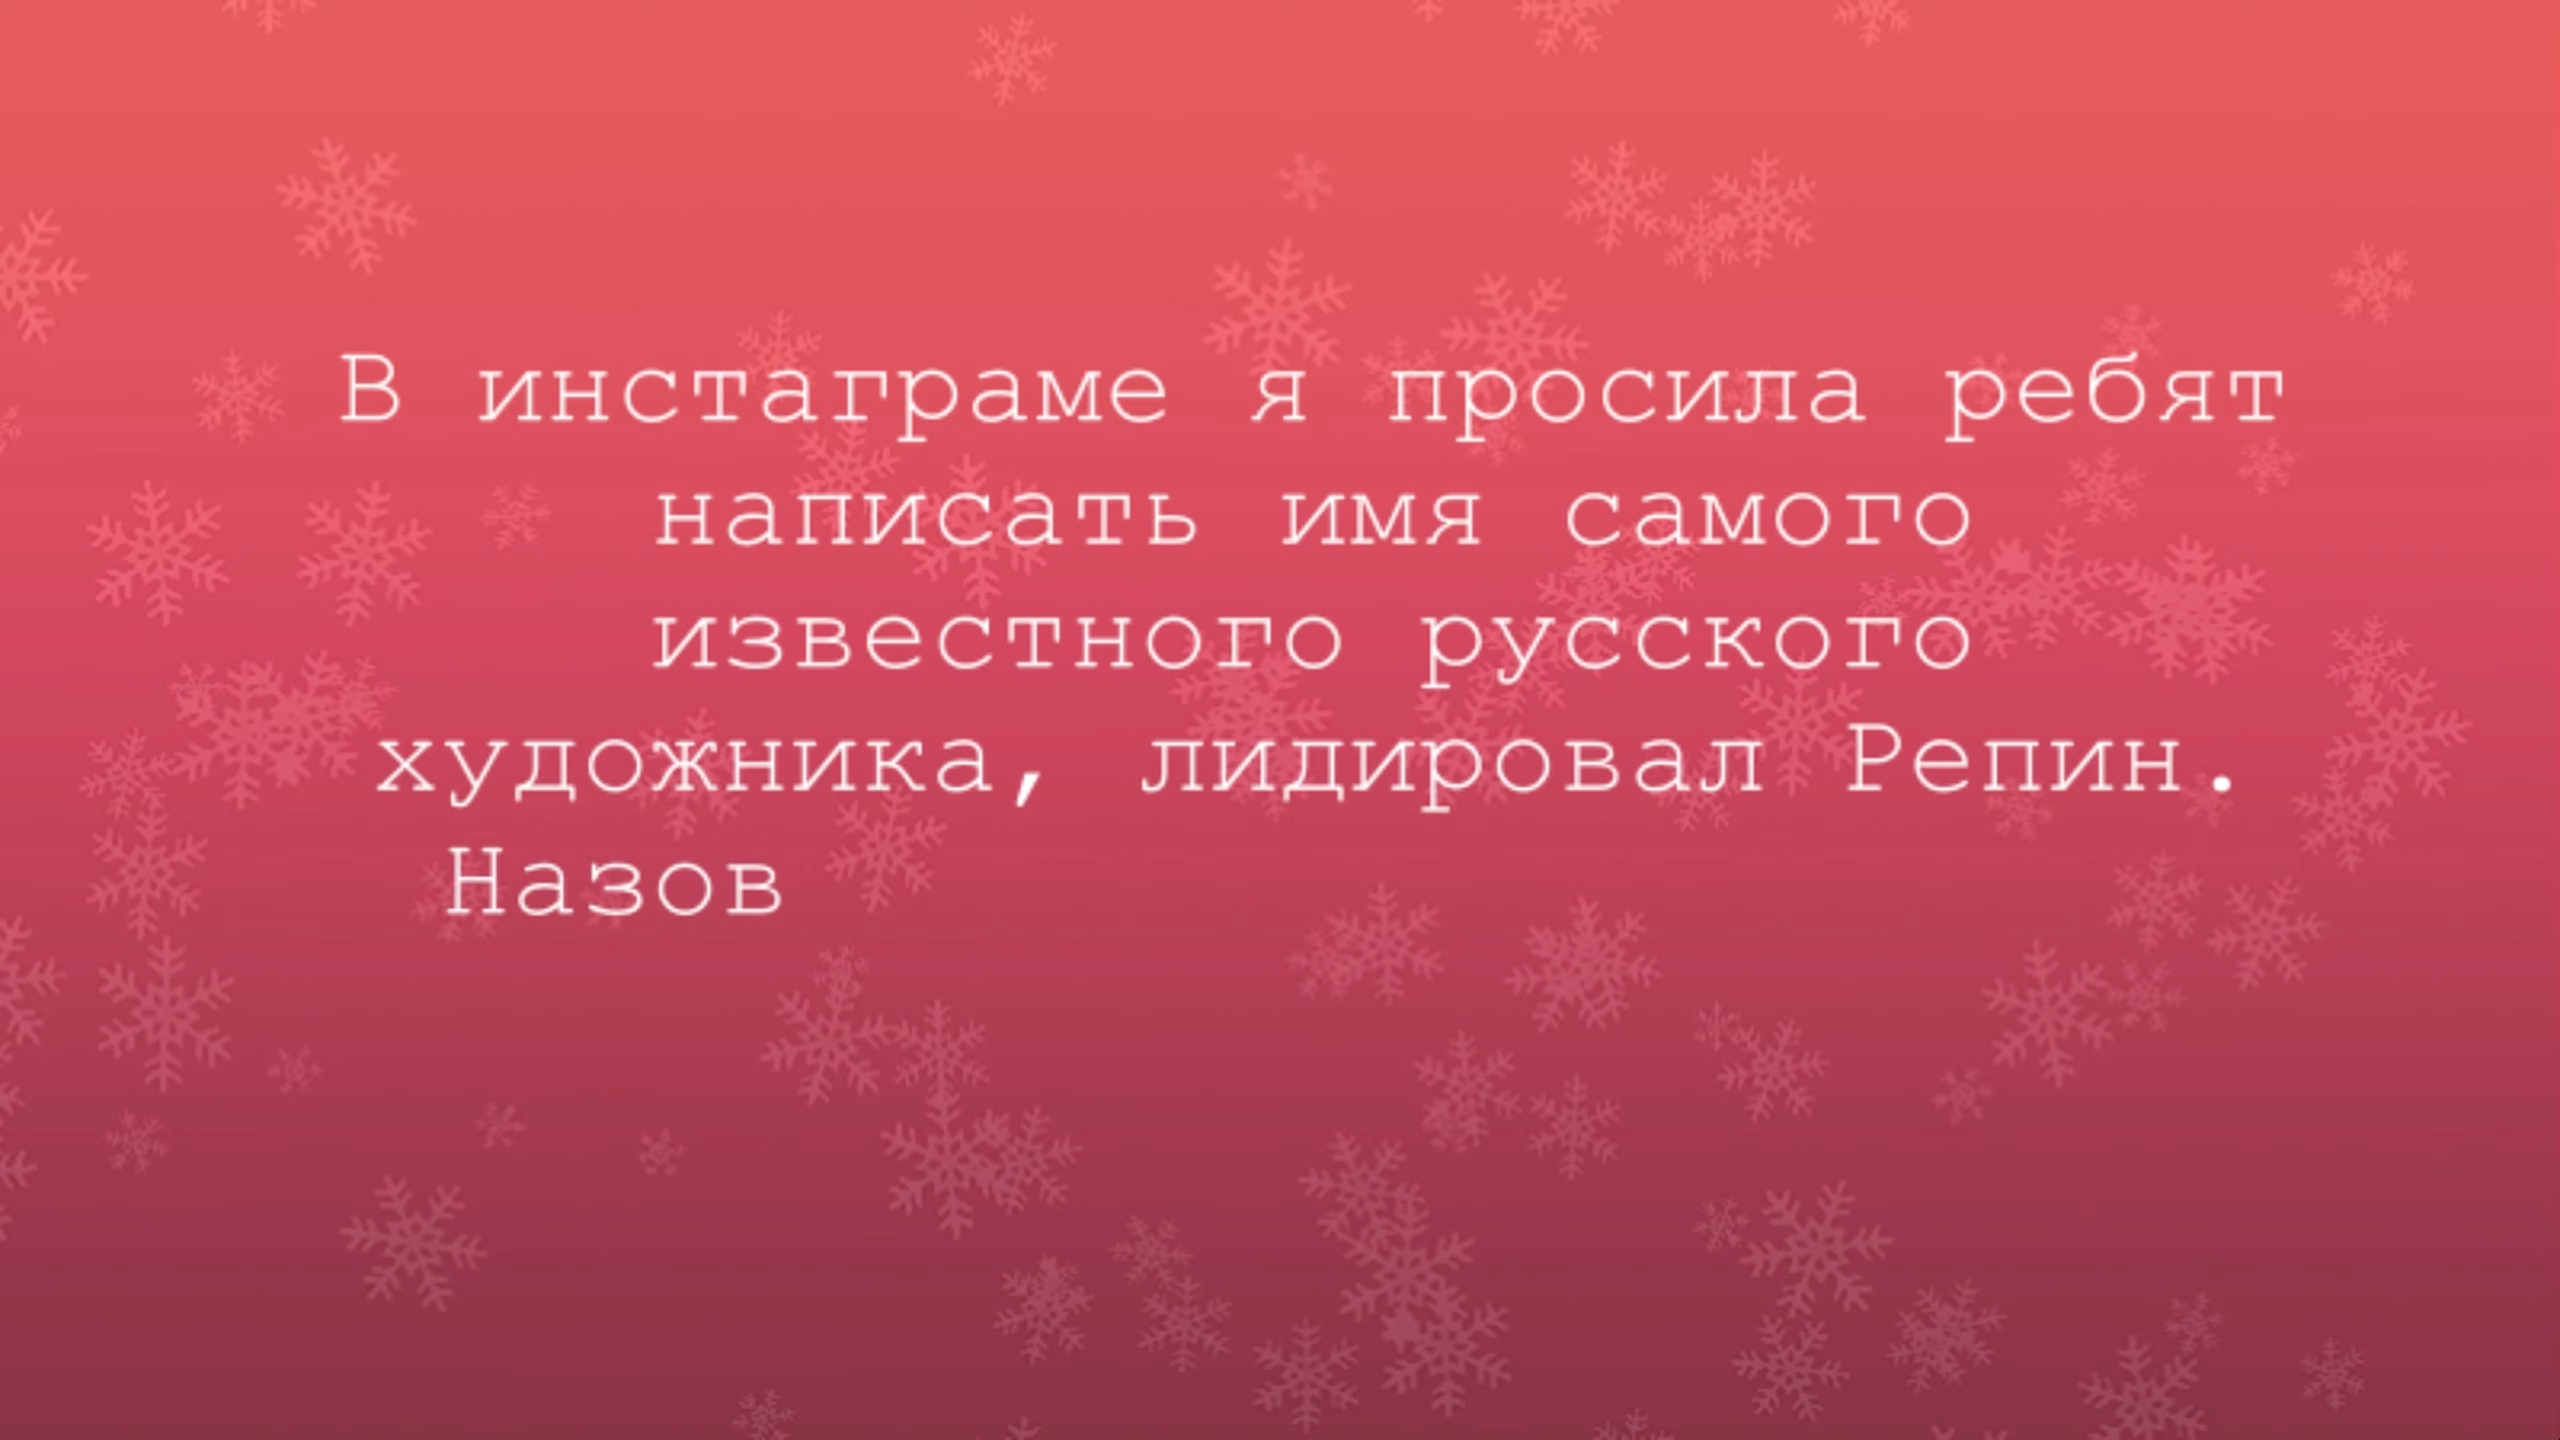 В инстаграме я просила ребят
написать имя самого
известного русского
художника, лидировал Репин.
Назов